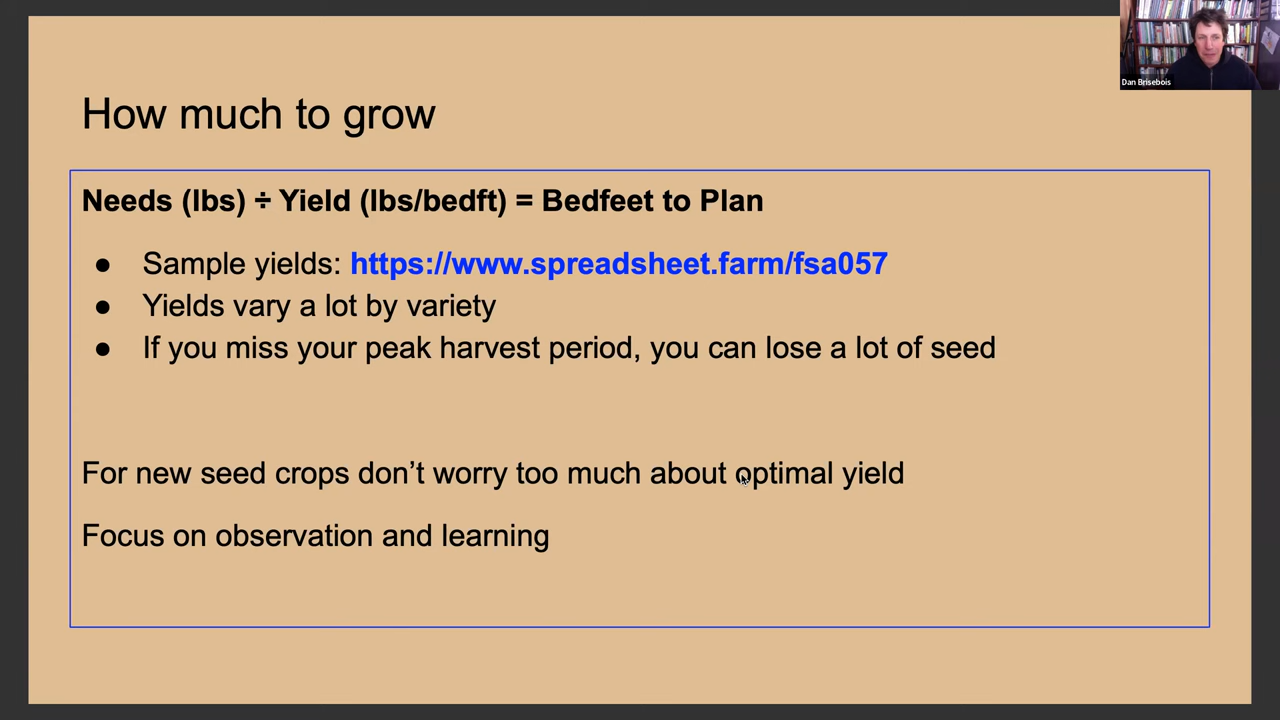 Dan Brisebois
How much to grow
Needs (lbs) ÷ Yield (lbs/bedft) = Bedfeet to Plan
● Sample yields: https://www.spreadsheet.farm/fsa057
● Yields vary a lot by variety
● If you miss your peak harvest period, you can lose a lot of seed
For new seed crops don’t worry too much about optimal yield
Focus on observation and learning